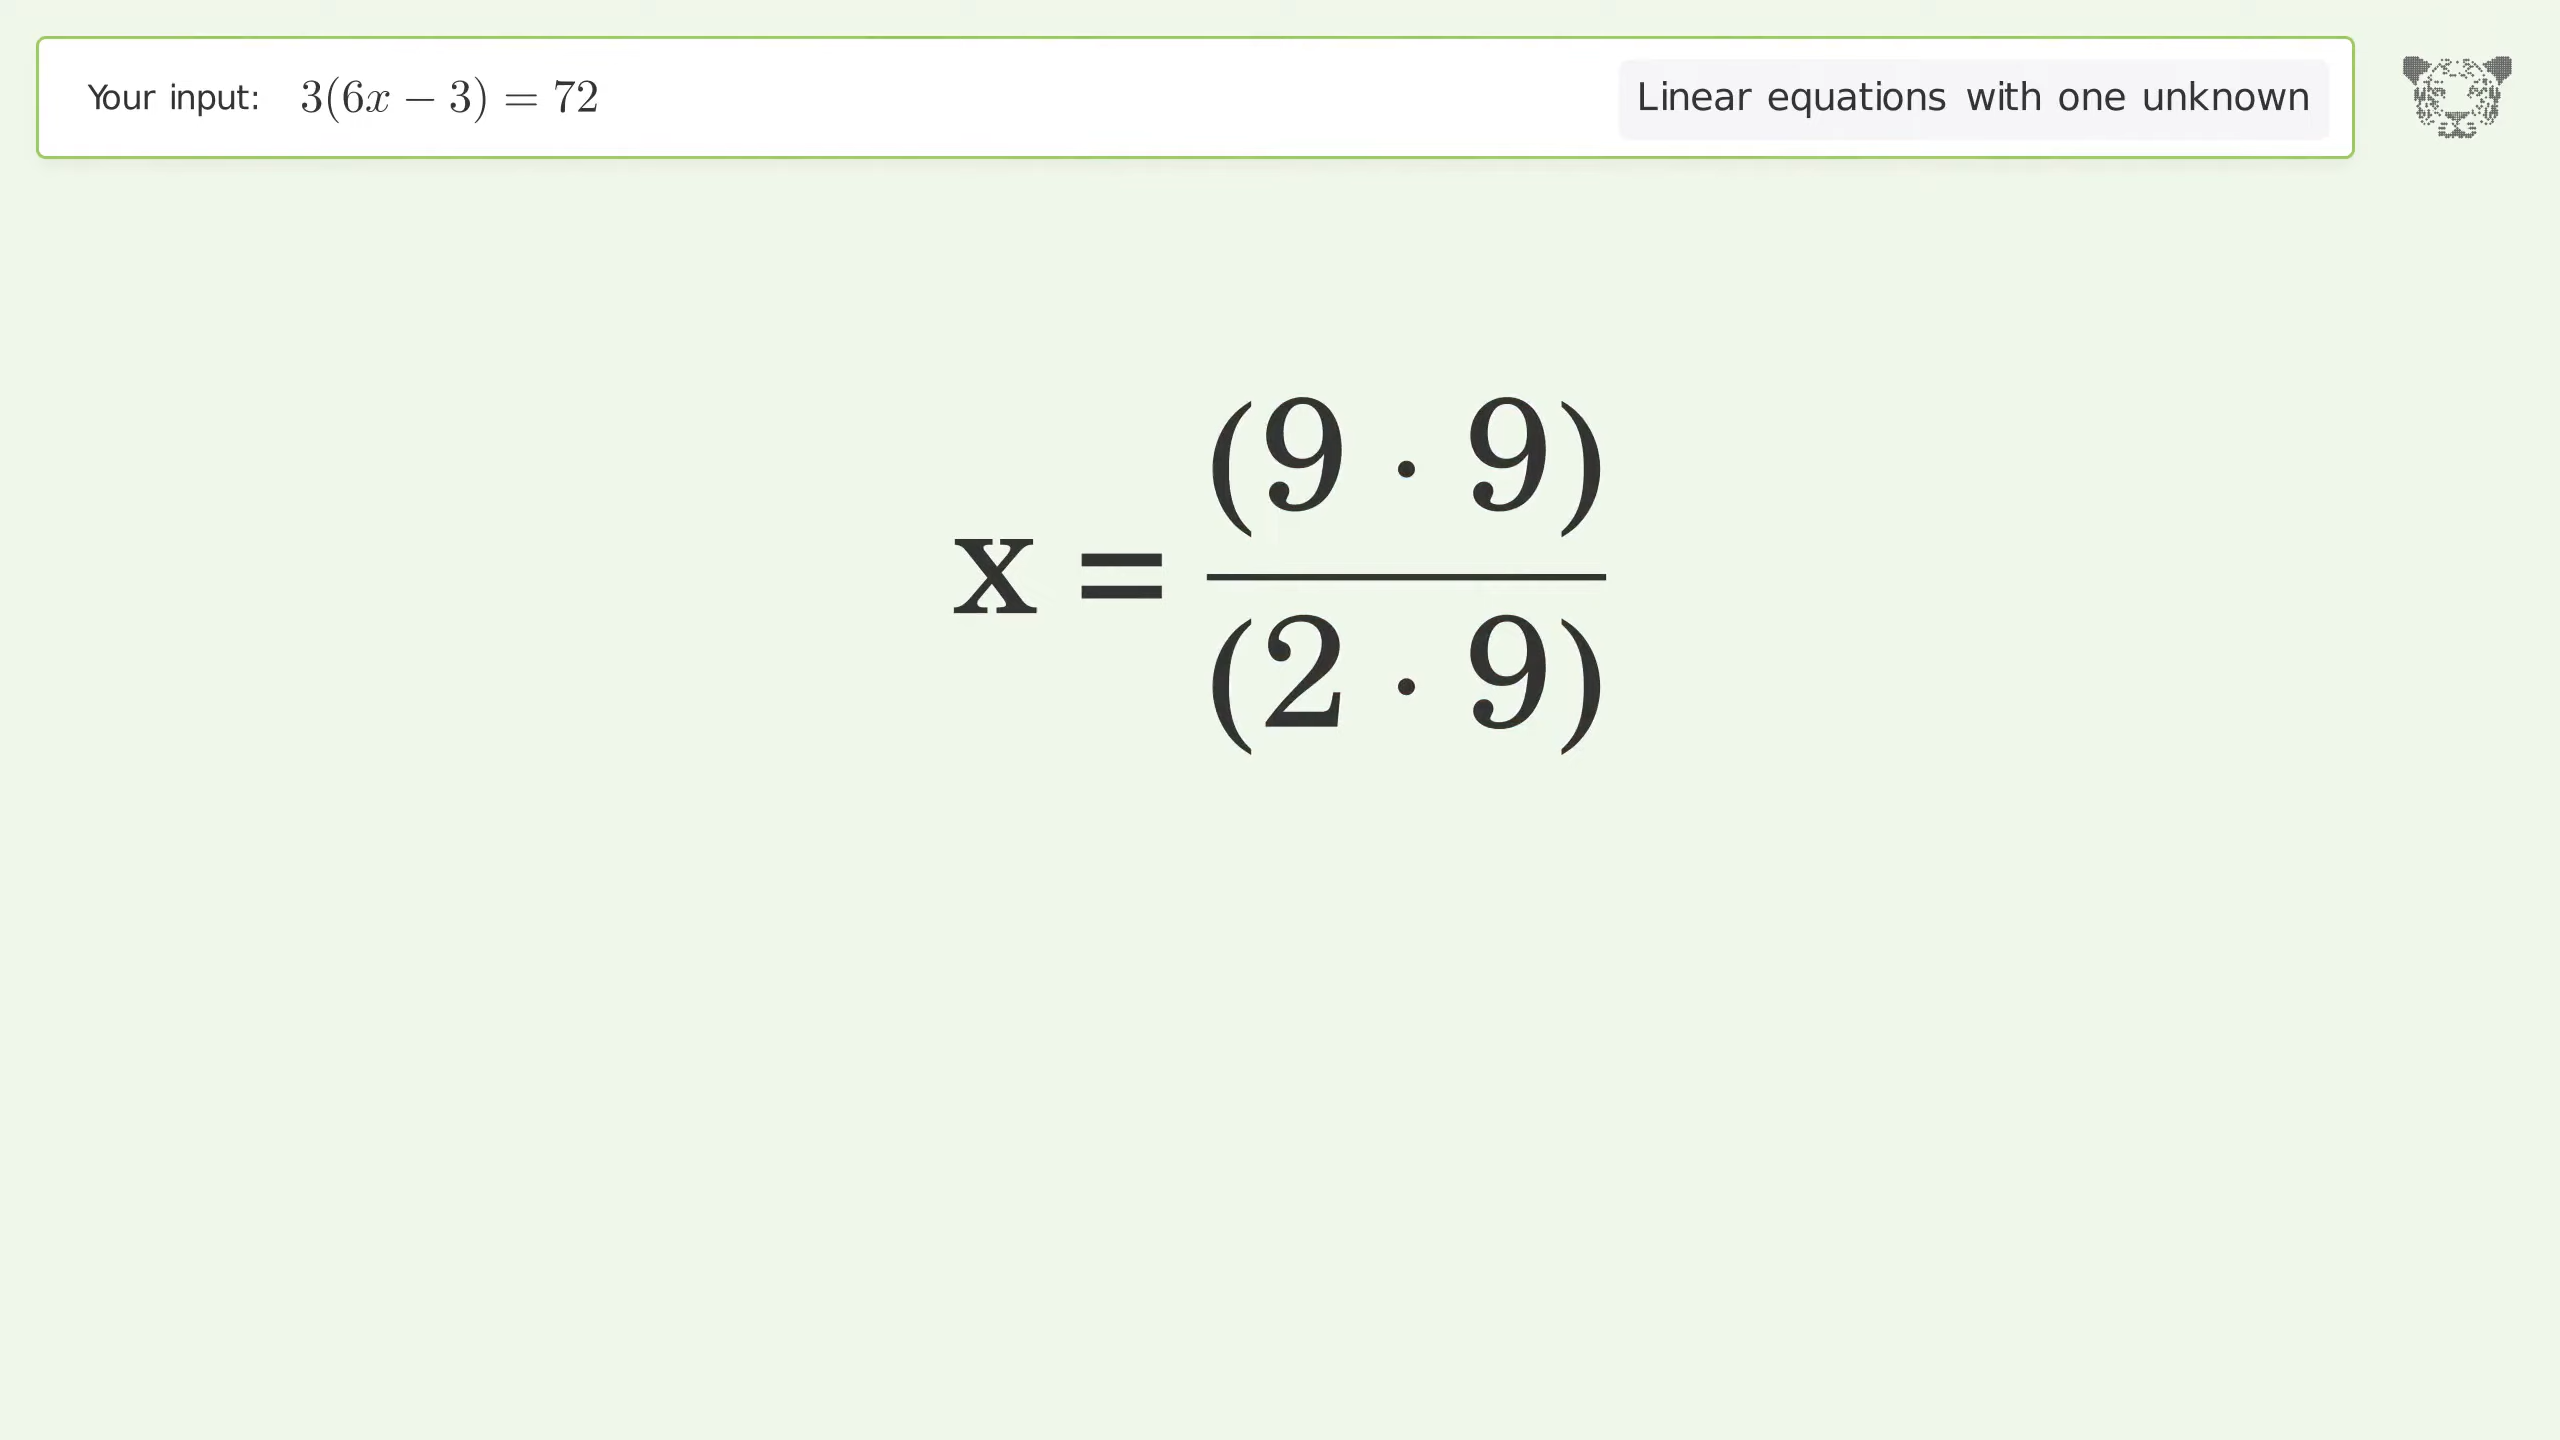 Your input: 3(6x − 3) = 72
Linear equations with one unknown
x = (9 · 9) / (2 · 9)